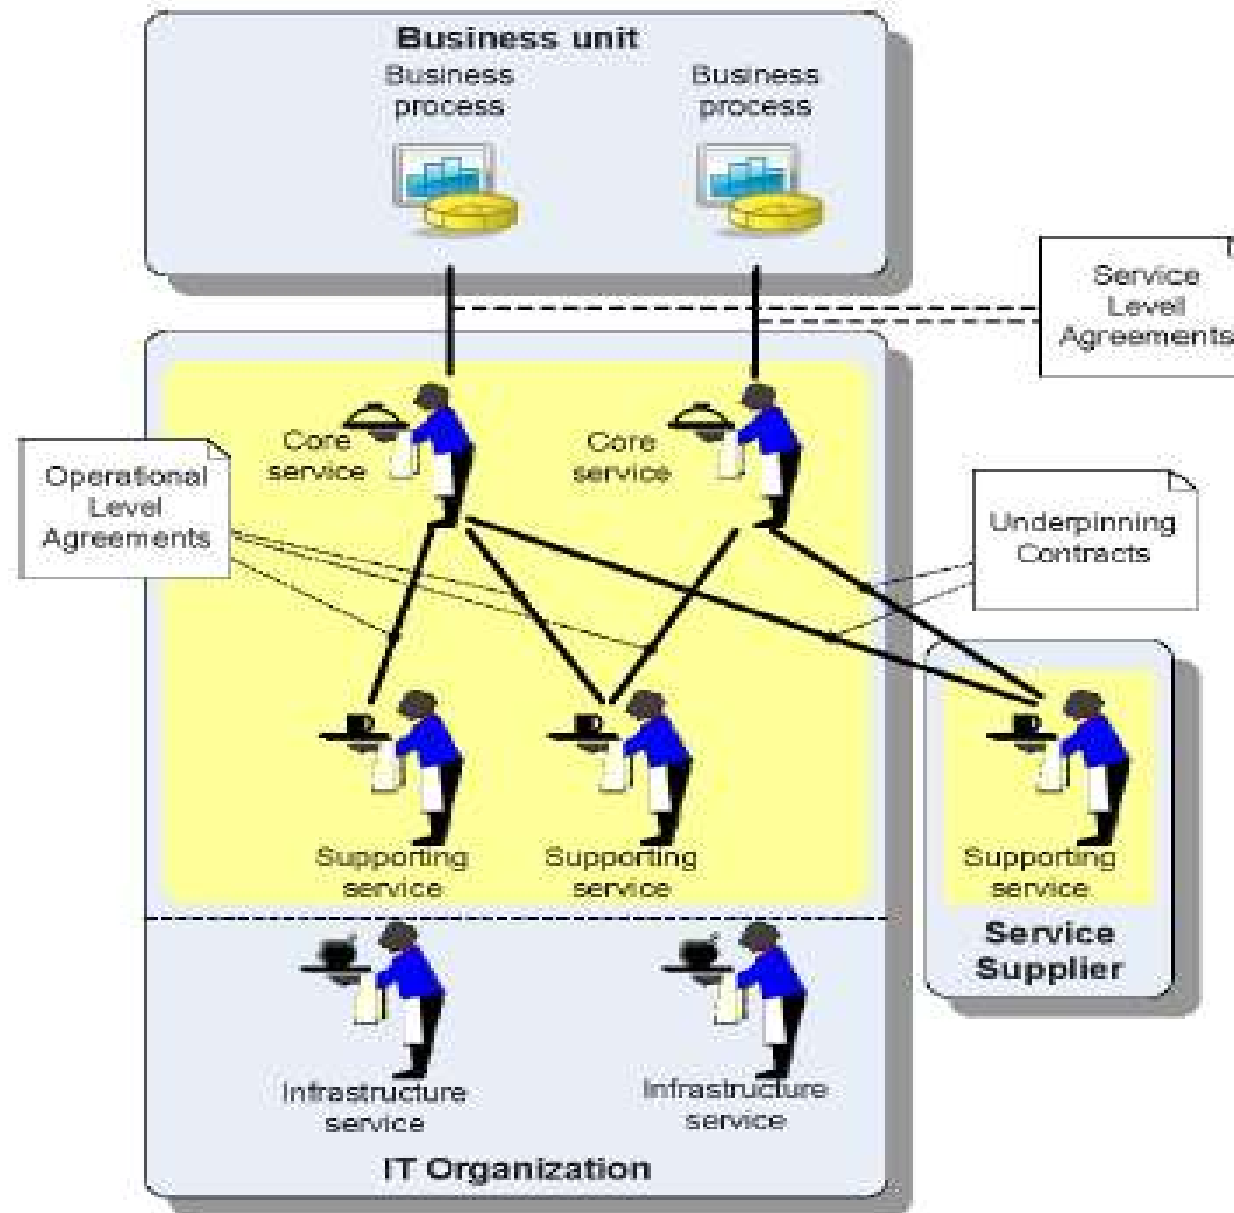 Business unit
Business
process
Business
process
Service
Level
Agreements
Core
service
Core
service
Operational
Level
Agreements
Underpinning
Contracts
Supporting
service
Supporting
service
Supporting
service
Service
Supplier
Infrastructure
service
Infrastructure
service
IT Organization